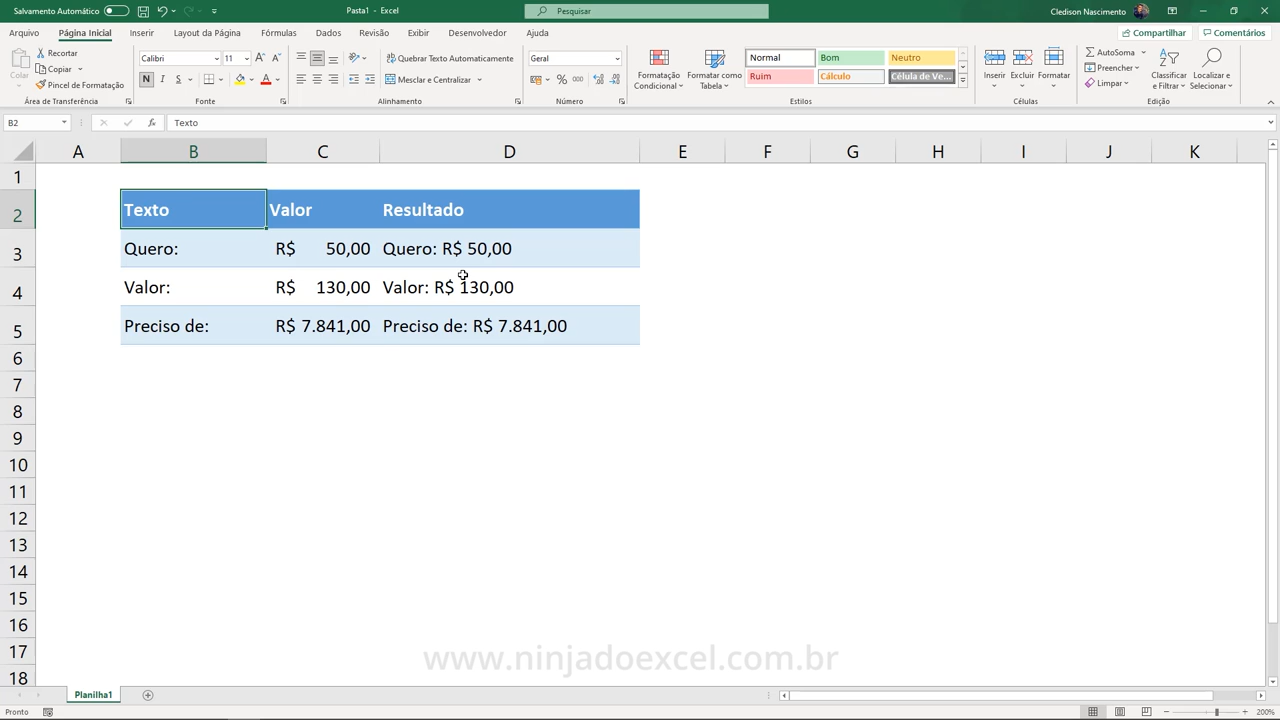 Salvamento Automático Pasta1 - Excel Pesquisar Cledison Nascimento
Arquivo Página Inicial Inserir Layout da Página Fórmulas Dados Revisão Exibir Desenvolvedor Ajuda Compartilhar Comentários
Colar Recortar Copiar Pincel de Formatação
Área de Transferência
Calibri 11
N I S
Fonte
Quebrar Texto Automaticamente
Mesclar e Centralizar
Alinhamento
Geral
% 000
Número
Formatação Condicional Formatar como Tabela
Normal Bom Neutro
Ruim Cálculo Célula de Ve...
Estilos
Inserir Excluir Formatar
Células
AutoSoma
Preencher
Limpar
Classificar e Filtrar Localizar e Selecionar
Edição
B2 fx Texto
A B C D E F G H I J K
1
2 Texto Valor Resultado
3 Quero: R$ 50,00 Quero: R$ 50,00
4 Valor: R$ 130,00 Valor: R$ 130,00
5 Preciso de: R$ 7.841,00 Preciso de: R$ 7.841,00
6
7
8
9
10
11
12
13
14
15
16
17
18
www.ninjadoexcel.com.br
Planilha1
Pronto 200%